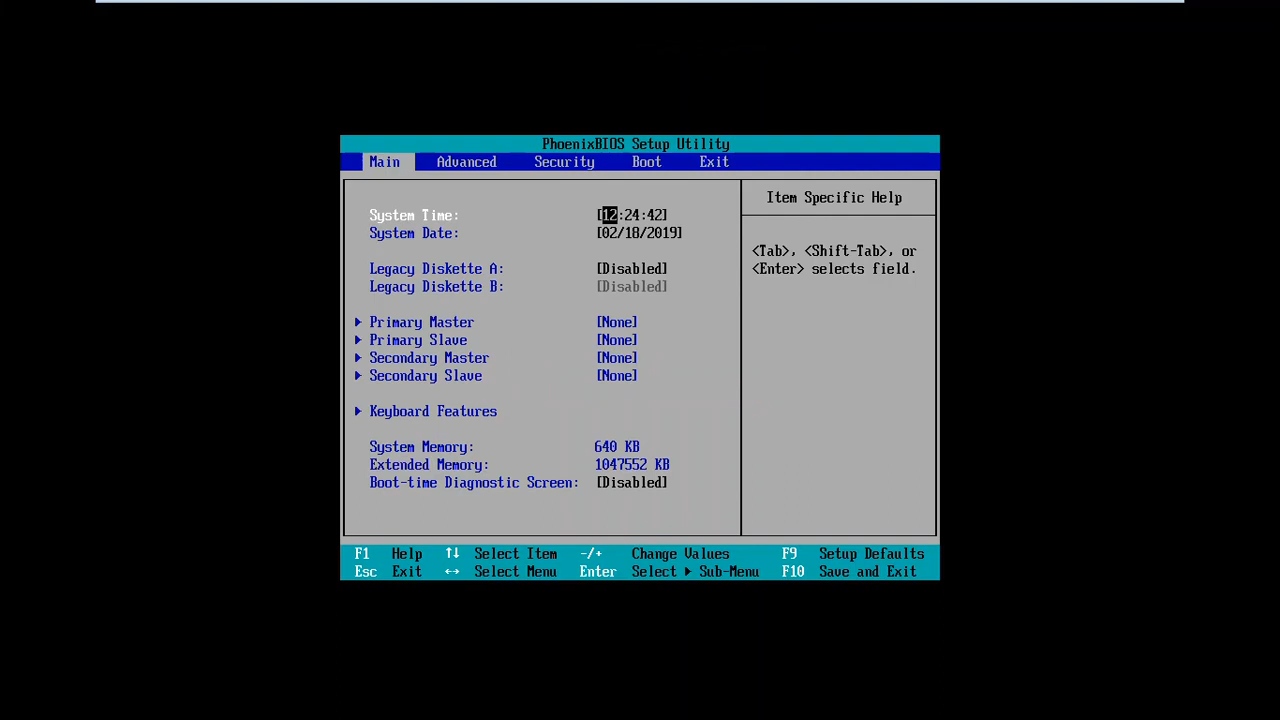 PhoenixBIOS Setup Utility
Main Advanced Security Boot Exit
Item Specific Help
System Time: [12:24:42]
System Date: [02/18/2019]
<Tab>, <Shift-Tab>, or
<Enter> selects field.
Legacy Diskette A: [Disabled]
Legacy Diskette B: [Disabled]
Primary Master [None]
Primary Slave [None]
Secondary Master [None]
Secondary Slave [None]
Keyboard Features
System Memory: 640 KB
Extended Memory: 1047552 KB
Boot-time Diagnostic Screen: [Disabled]
F1 Help ↑↓ Select Item -/+ Change Values F9 Setup Defaults
Esc Exit ↔ Select Menu Enter Select ▶ Sub-Menu F10 Save and Exit